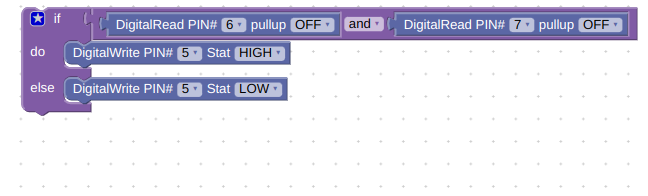 if DigitalRead PIN# 6 pullup OFF and DigitalRead PIN# 7 pullup OFF
do DigitalWrite PIN# 5 Stat HIGH
else DigitalWrite PIN# 5 Stat LOW